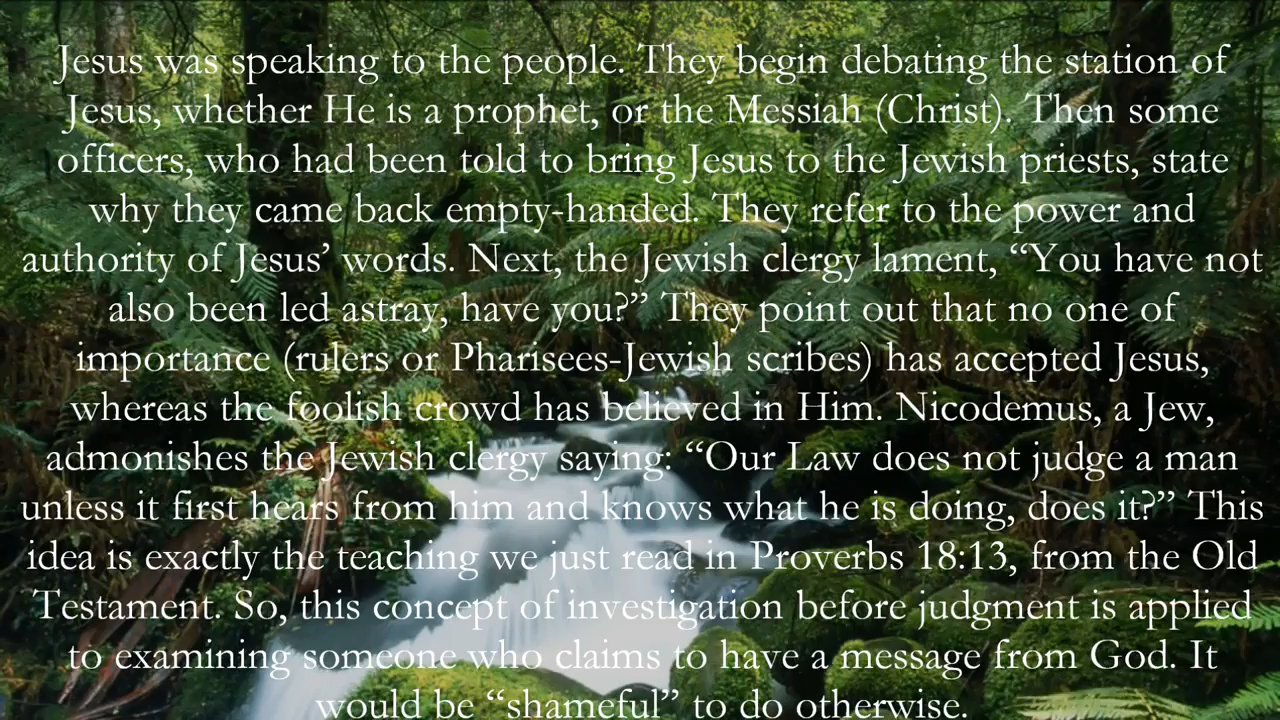 Jesus was speaking to the people. They begin debating the station of
Jesus, whether He is a prophet, or the Messiah (Christ). Then some
officers, who had been told to bring Jesus to the Jewish priests, state
why they came back empty-handed. They refer to the power and
authority of Jesus’ words. Next, the Jewish clergy lament, “You have not
also been led astray, have you?” They point out that no one of
importance (rulers or Pharisees-Jewish scribes) has accepted Jesus,
whereas the foolish crowd has believed in Him. Nicodemus, a Jew,
admonishes the Jewish clergy saying: “Our Law does not judge a man
unless it first hears from him and knows what he is doing, does it?” This
idea is exactly the teaching we just read in Proverbs 18:13, from the Old
Testament. So, this concept of investigation before judgment is applied
to examining someone who claims to have a message from God. It
would be “shameful” to do otherwise.